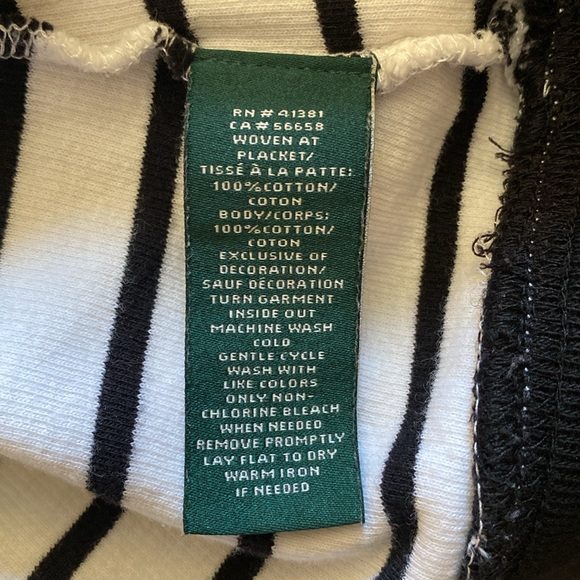 RN # 41381
CA # 56658
WOVEN AT
PLACKET/
TISSÉ À LA PATTE:
100% COTTON/
COTON
BODY/CORPS:
100% COTTON/
COTON
EXCLUSIVE OF
DECORATION/
SAUF DÉCORATION
TURN GARMENT
INSIDE OUT
MACHINE WASH
COLD
GENTLE CYCLE
WASH WITH
LIKE COLORS
ONLY NON-
CHLORINE BLEACH
WHEN NEEDED
REMOVE PROMPTLY
LAY FLAT TO DRY
WARM IRON
IF NEEDED